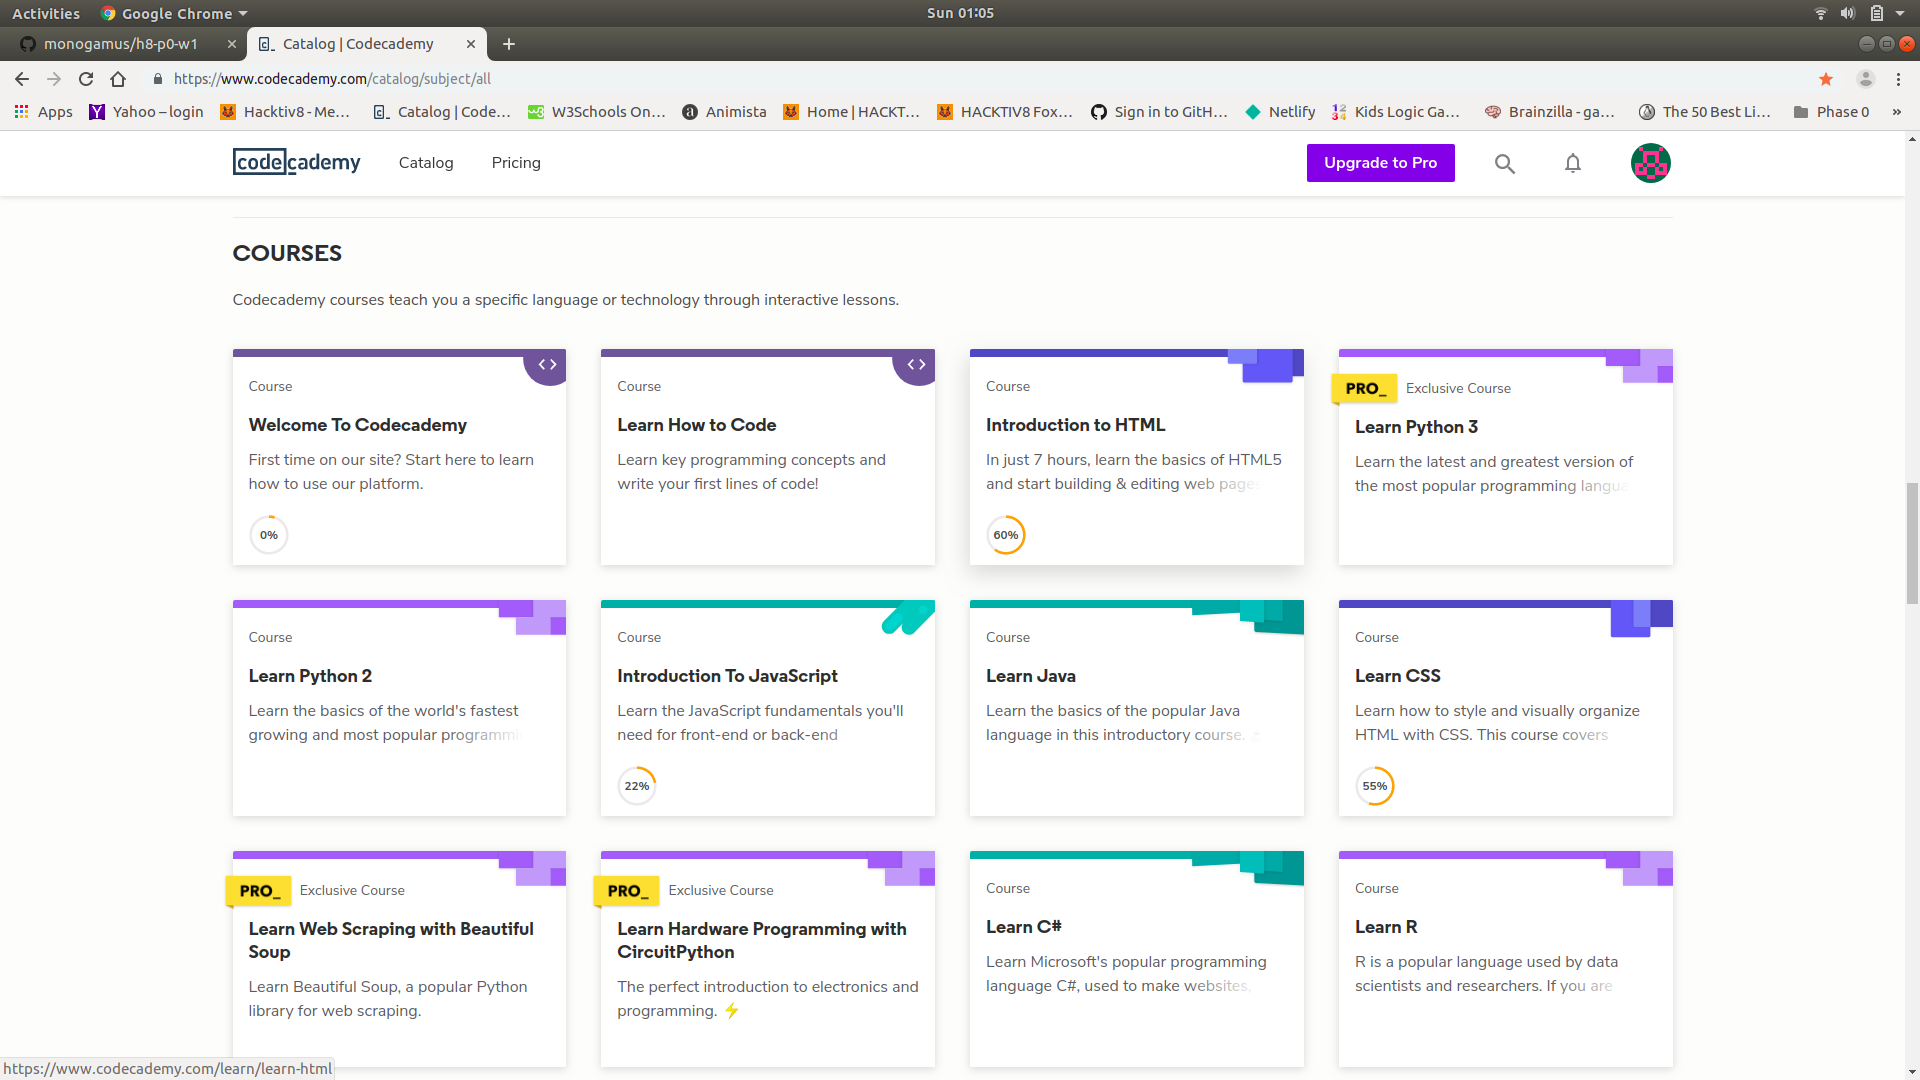 Activities Google Chrome Sun 01:05
monogamus/h8-p0-w1 Catalog | Codecademy
https://www.codecademy.com/catalog/subject/all
Apps Yahoo – login Hacktiv8 - Me... Catalog | Code... W3Schools On... Animista Home | HACKT... HACKTIV8 Fox... Sign in to GitH... Netlify Kids Logic Ga... Brainzilla - ga... The 50 Best Li... Phase 0 »
codecademy Catalog Pricing Upgrade to Pro
COURSES
Codecademy courses teach you a specific language or technology through interactive lessons.
Course
Welcome To Codecademy
First time on our site? Start here to learn
how to use our platform.
0%
Course
Learn How to Code
Learn key programming concepts and
write your first lines of code!
Course
Introduction to HTML
In just 7 hours, learn the basics of HTML5
and start building & editing web pages
60%
PRO_ Exclusive Course
Learn Python 3
Learn the latest and greatest version of
the most popular programming langua
Course
Learn Python 2
Learn the basics of the world's fastest
growing and most popular programmi
Course
Introduction To JavaScript
Learn the JavaScript fundamentals you'll
need for front-end or back-end
22%
Course
Learn Java
Learn the basics of the popular Java
language in this introductory course.
Course
Learn CSS
Learn how to style and visually organize
HTML with CSS. This course covers
55%
PRO_ Exclusive Course
Learn Web Scraping with Beautiful
Soup
Learn Beautiful Soup, a popular Python
library for web scraping.
PRO_ Exclusive Course
Learn Hardware Programming with
CircuitPython
The perfect introduction to electronics and
programming. ⚡
Course
Learn C#
Learn Microsoft's popular programming
language C#, used to make websites,
Course
Learn R
R is a popular language used by data
scientists and researchers. If you are
https://www.codecademy.com/learn/learn-html